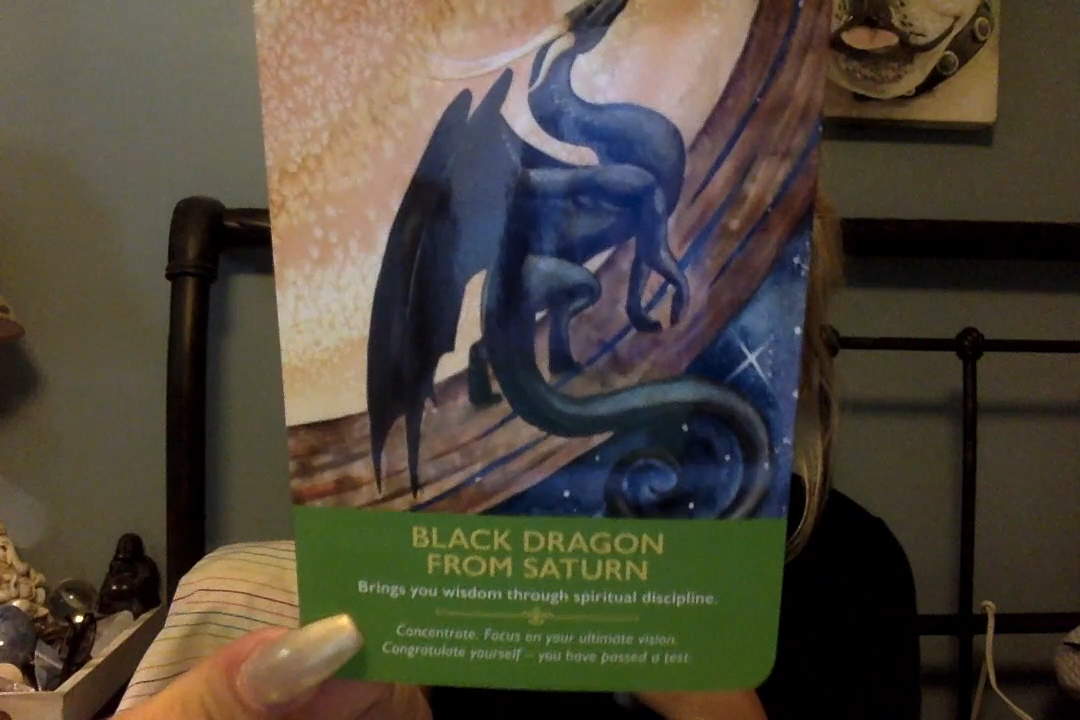 BLACK DRAGON
FROM SATURN
Brings you wisdom through spiritual discipline.
Concentrate. Focus on your ultimate vision.
Congratulate yourself – you have passed a test.